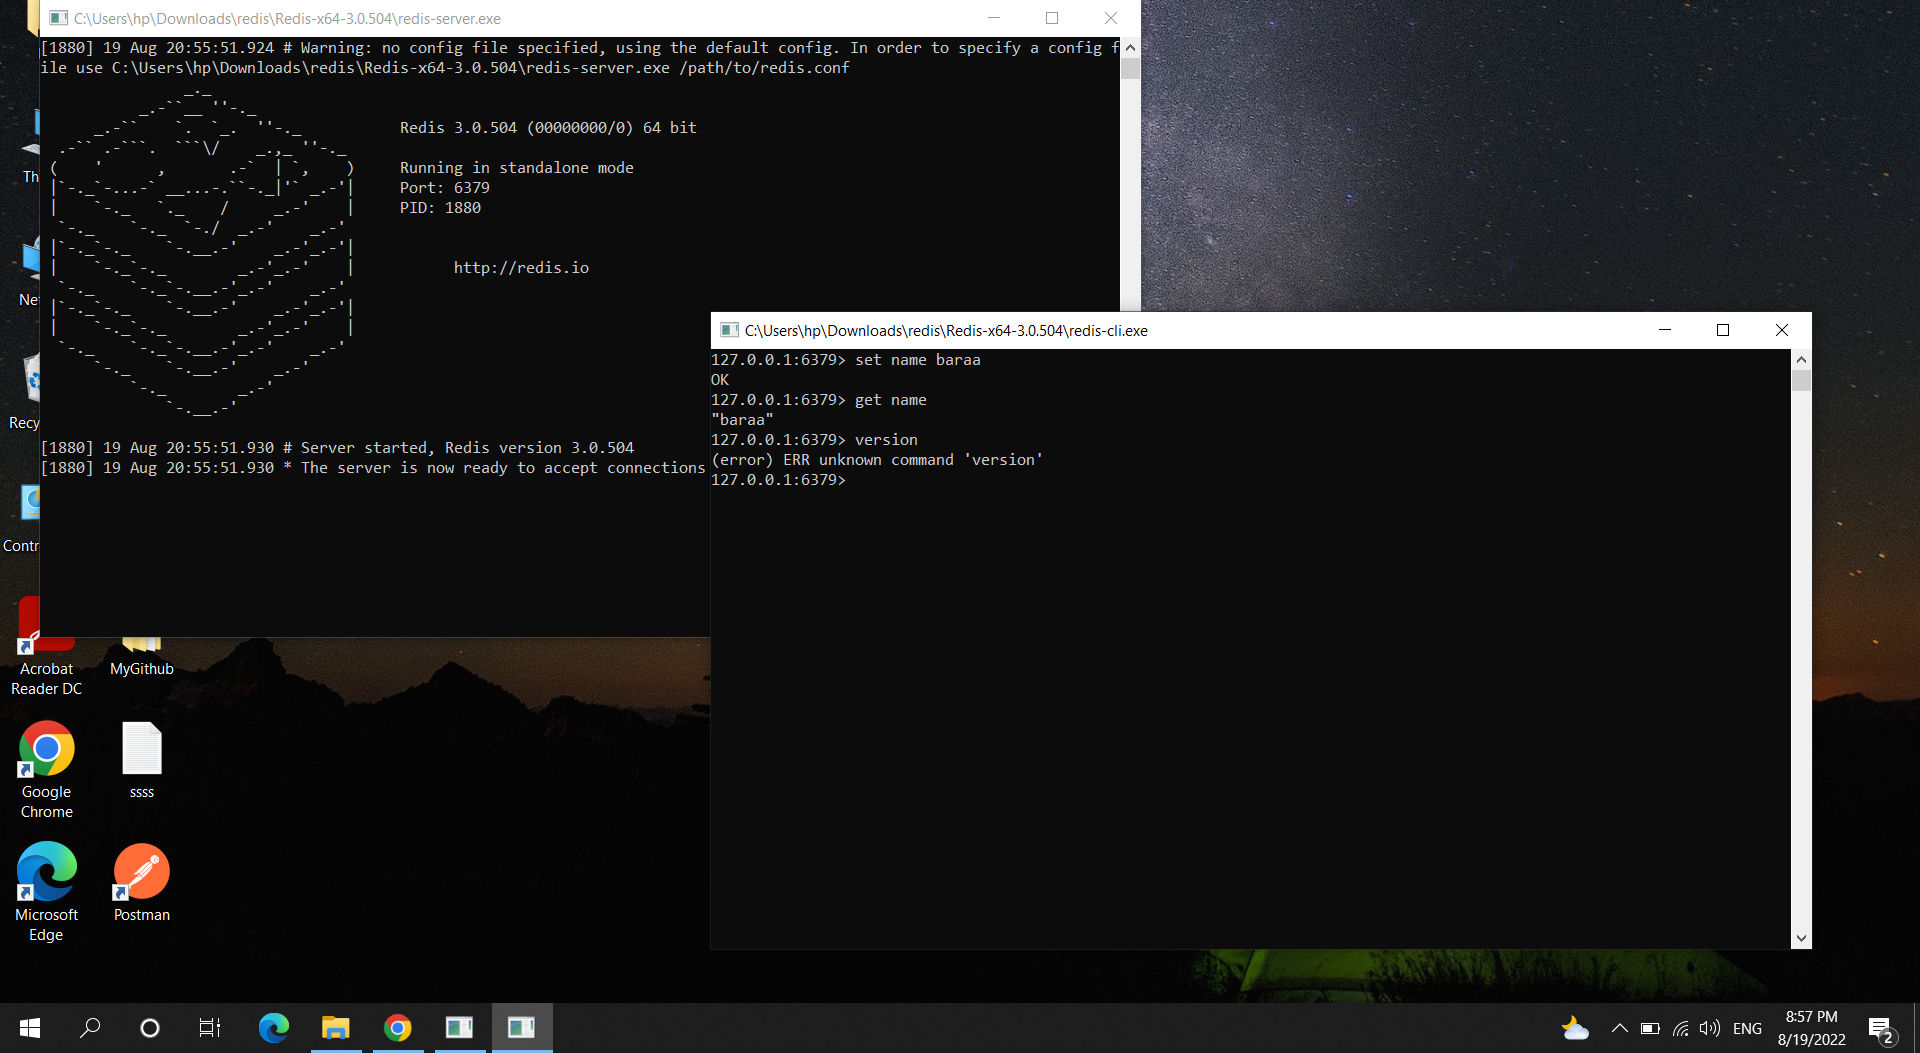 C:\Users\hp\Downloads\redis\Redis-x64-3.0.504\redis-server.exe
[1880] 19 Aug 20:55:51.924 # Warning: no config file specified, using the default config. In order to specify a config f
ile use C:\Users\hp\Downloads\redis\Redis-x64-3.0.504\redis-server.exe /path/to/redis.conf
Redis 3.0.504 (00000000/0) 64 bit
Running in standalone mode
Port: 6379
PID: 1880
http://redis.io
[1880] 19 Aug 20:55:51.930 # Server started, Redis version 3.0.504
[1880] 19 Aug 20:55:51.930 * The server is now ready to accept connections
C:\Users\hp\Downloads\redis\Redis-x64-3.0.504\redis-cli.exe
127.0.0.1:6379> set name baraa
OK
127.0.0.1:6379> get name
"baraa"
127.0.0.1:6379> version
(error) ERR unknown command 'version'
127.0.0.1:6379>
Th
Ne
Recy
Contr
Acrobat
Reader DC
MyGithub
Google
Chrome
ssss
Microsoft
Edge
Postman
ENG
8:57 PM
8/19/2022
2